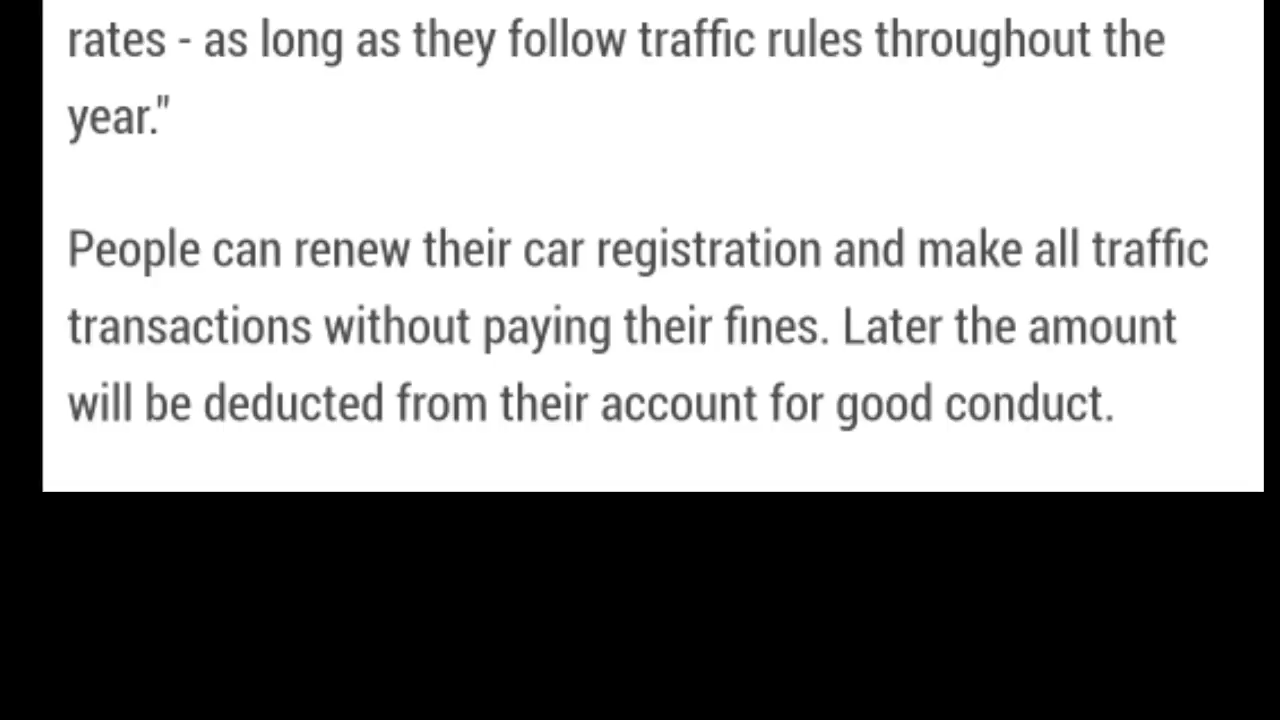 rates - as long as they follow traffic rules throughout the
year."
People can renew their car registration and make all traffic
transactions without paying their fines. Later the amount
will be deducted from their account for good conduct.